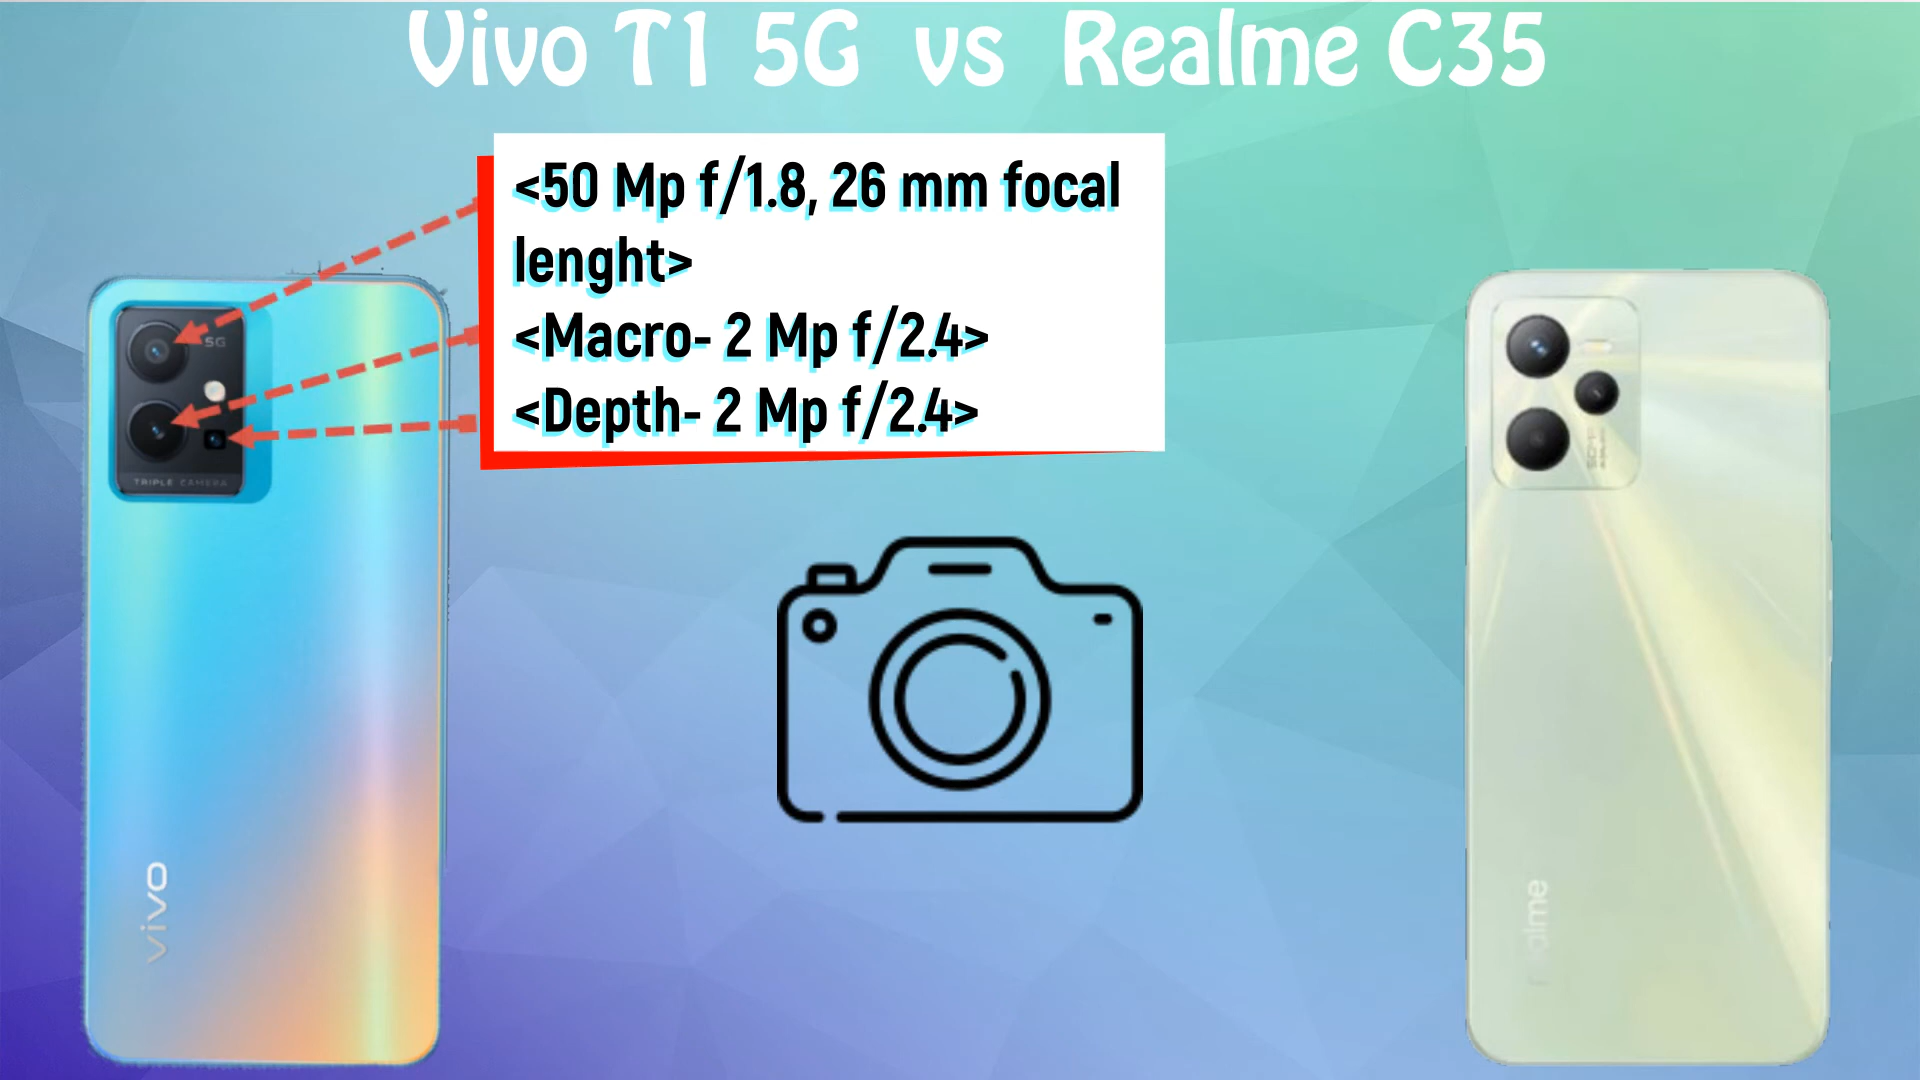 Vivo T1 5G vs Realme C35
<50 Mp f/1.8, 26 mm focal
lenght>
<Macro- 2 Mp f/2.4>
<Depth- 2 Mp f/2.4>
5G
TRIPLE CAMERA
vivo
realme